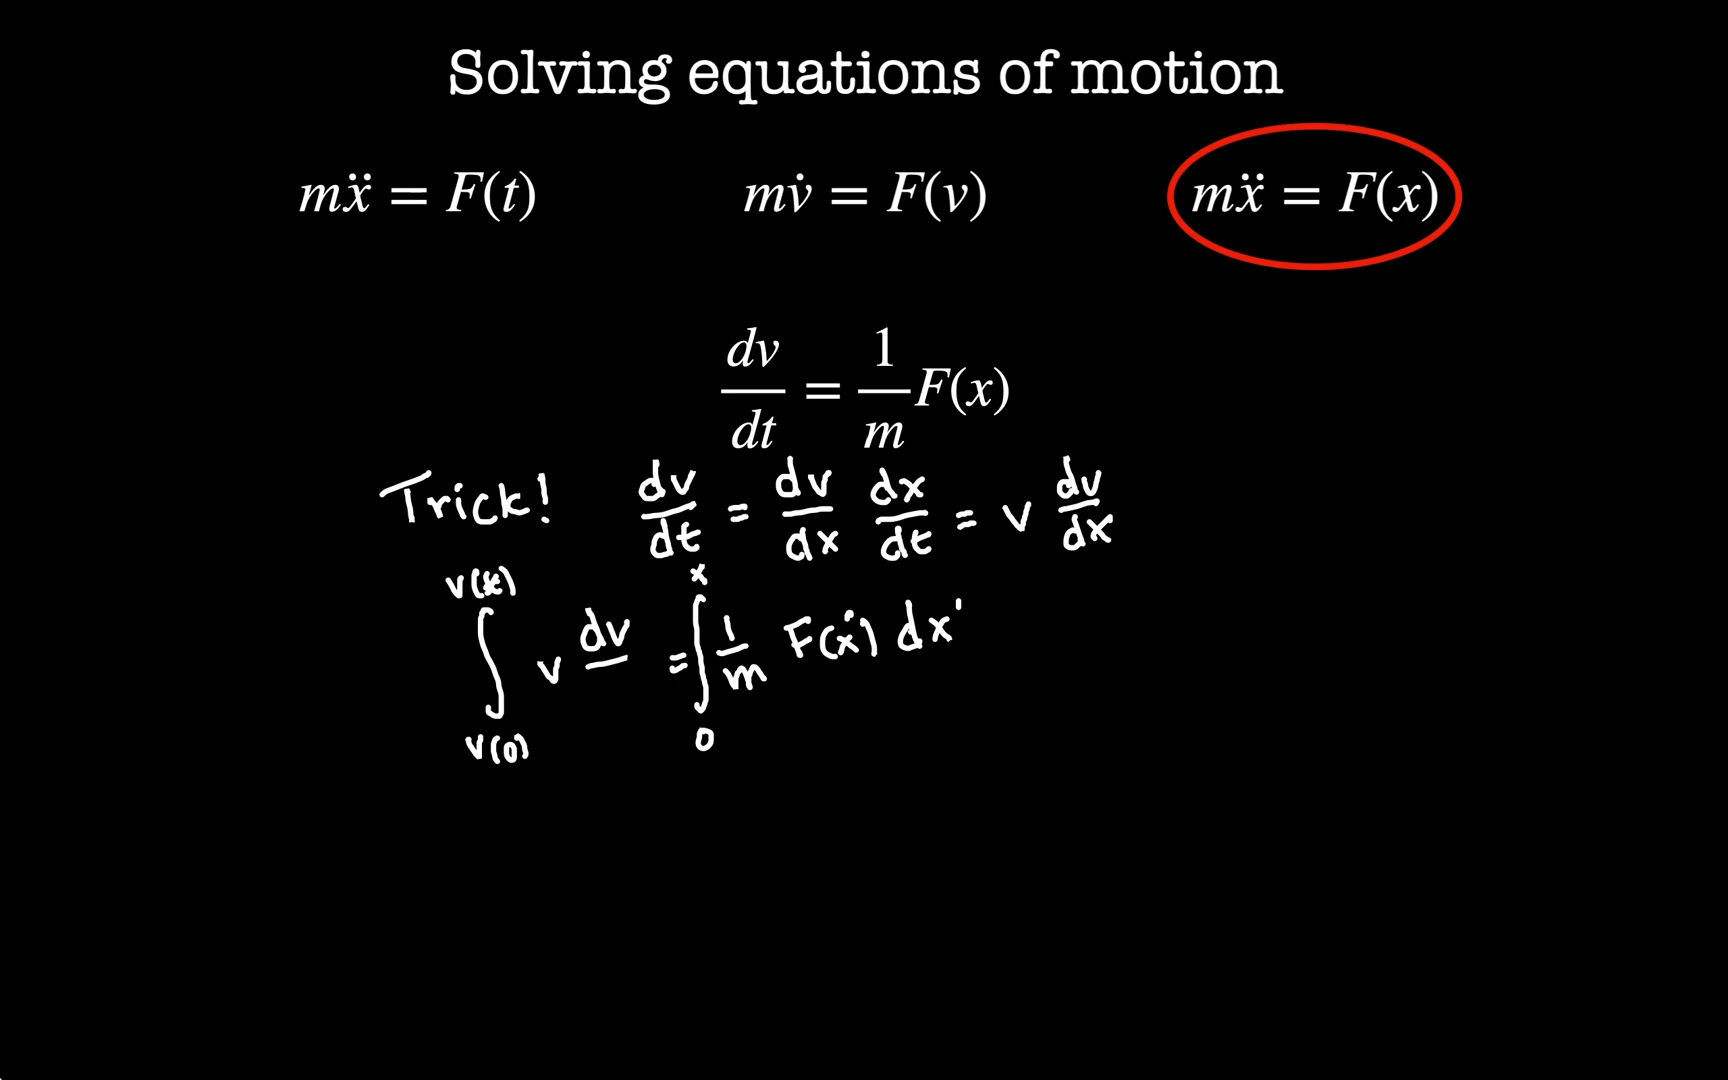 Solving equations of motion
mẍ = F(t) mv̇ = F(v) mẍ = F(x)
dv/dt = 1/m F(x)
Trick! dv/dt = dv/dx dx/dt = v dv/dx
∫_{v(0)}^{v(x)} v dv = ∫_0^x 1/m F(x') dx'